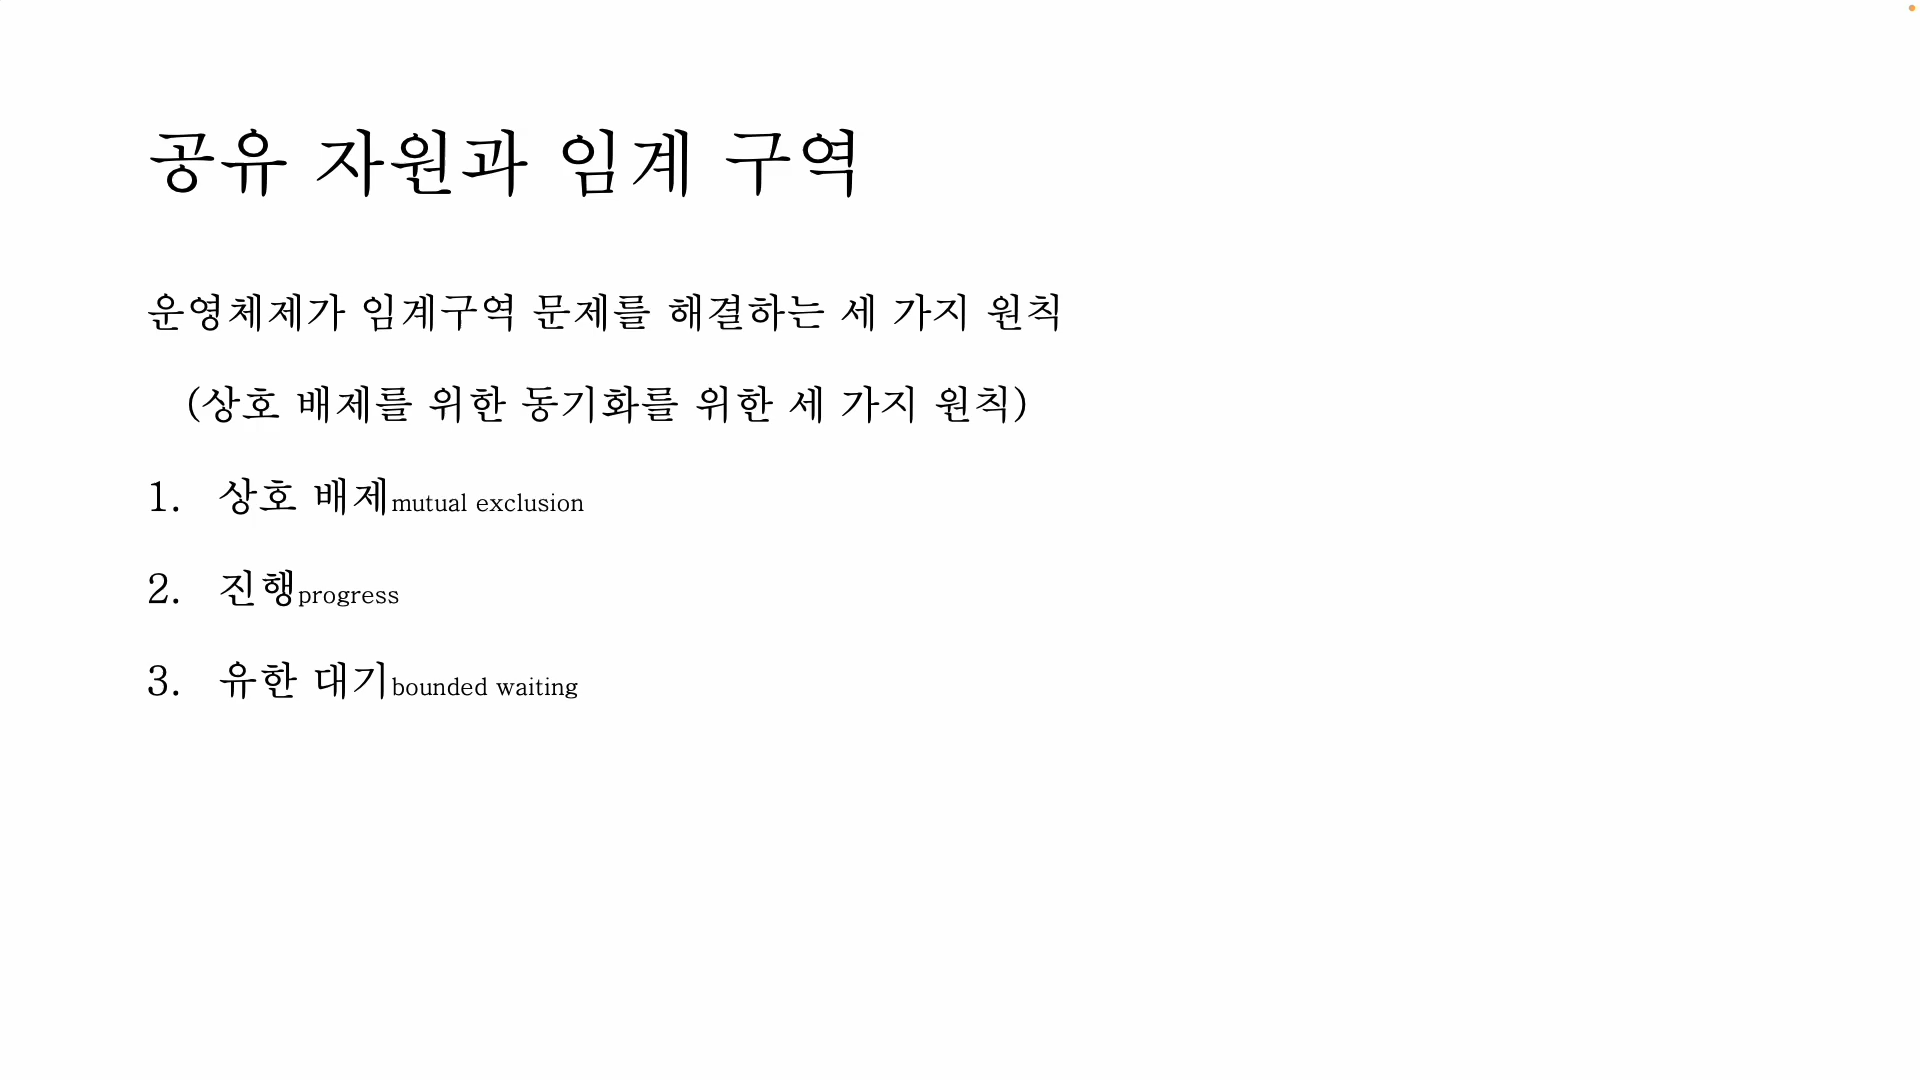 공유 자원과 임계 구역
운영체제가 임계구역 문제를 해결하는 세 가지 원칙
(상호 배제를 위한 동기화를 위한 세 가지 원칙)
1. 상호 배제mutual exclusion
2. 진행progress
3. 유한 대기bounded waiting